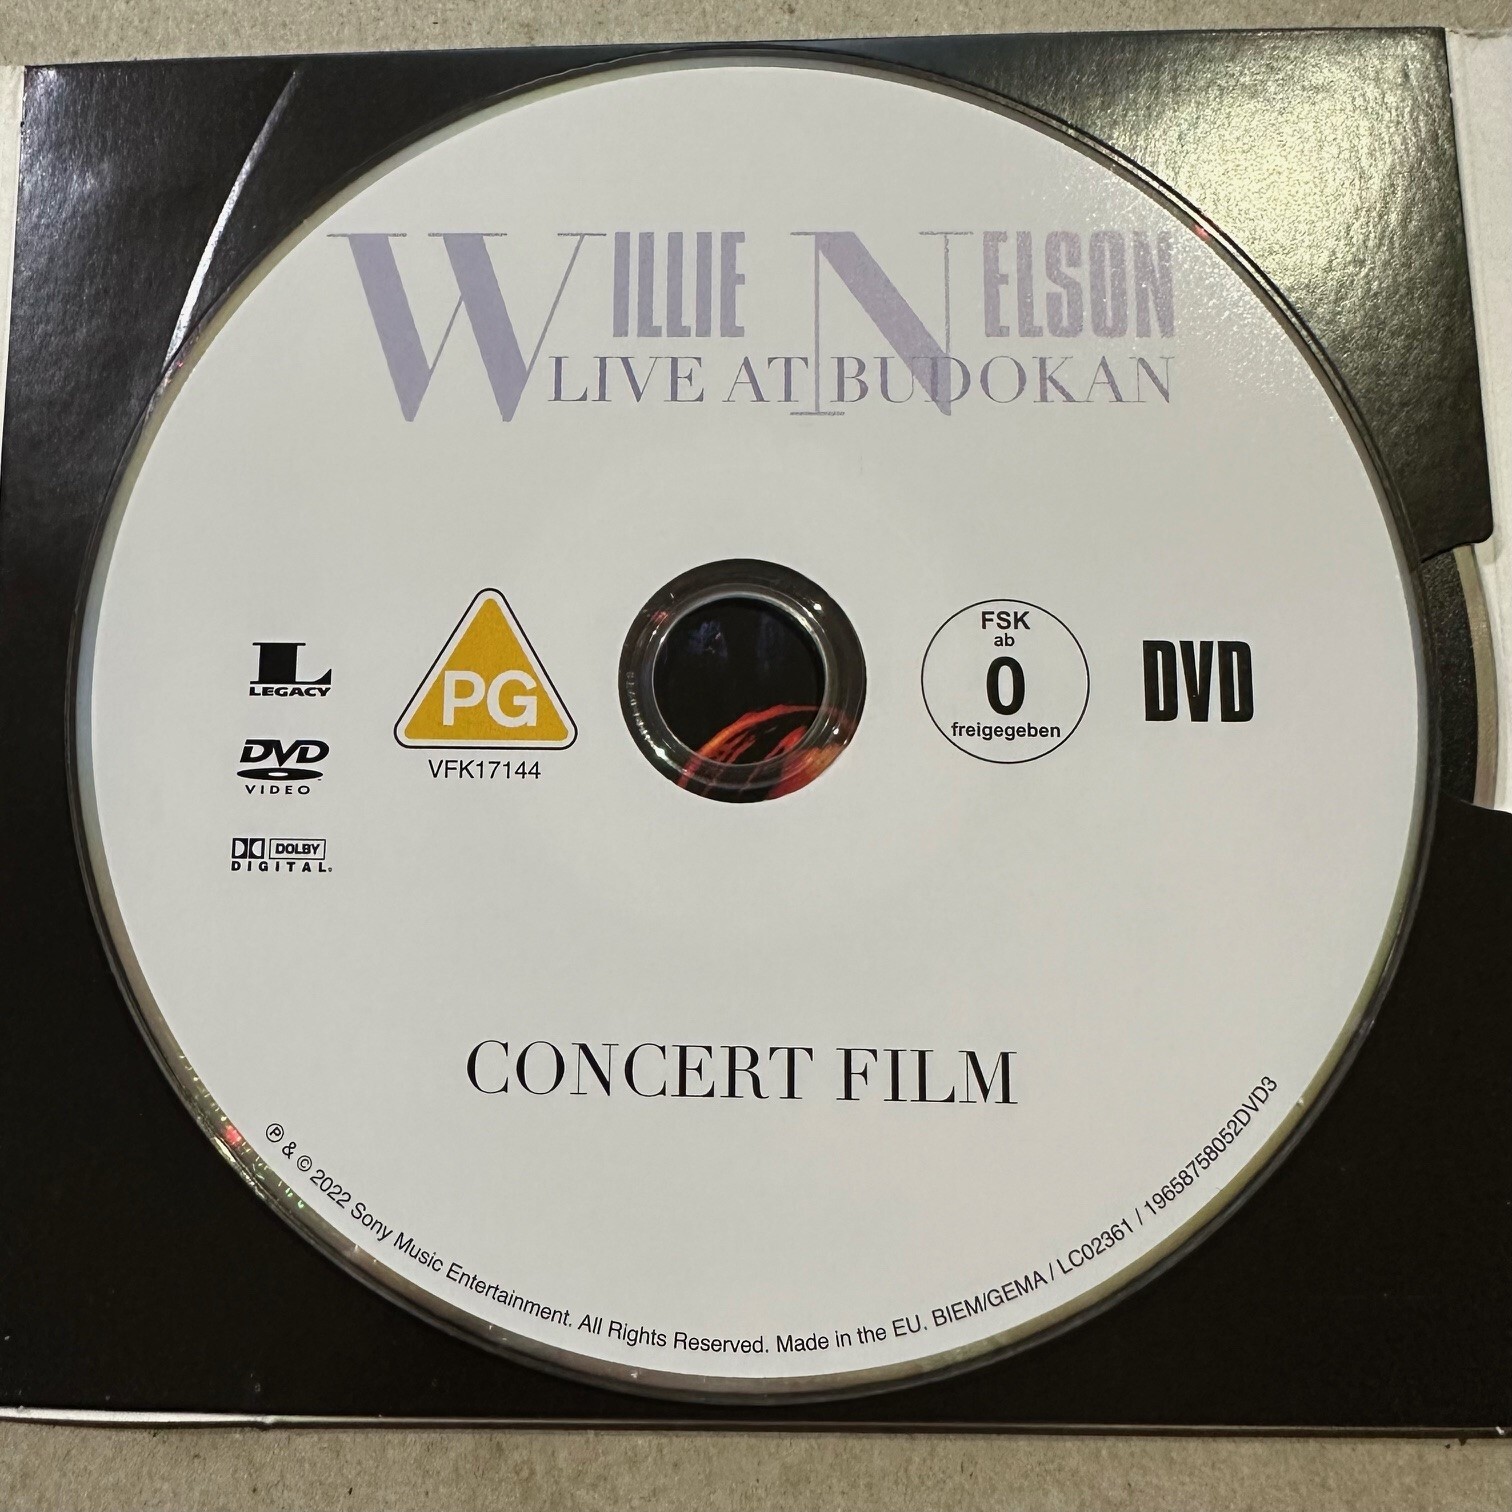 WILLIE NELSON
LIVE AT BUDOKAN
L
LEGACY
DVD
VIDEO
DOLBY
DIGITAL
PG
VFK17144
FSK
ab
0
freigegeben
DVD
CONCERT FILM
℗ & © 2022 Sony Music Entertainment. All Rights Reserved. Made in the EU. BIEM/GEMA / LC02361 / 19658758052DVD3